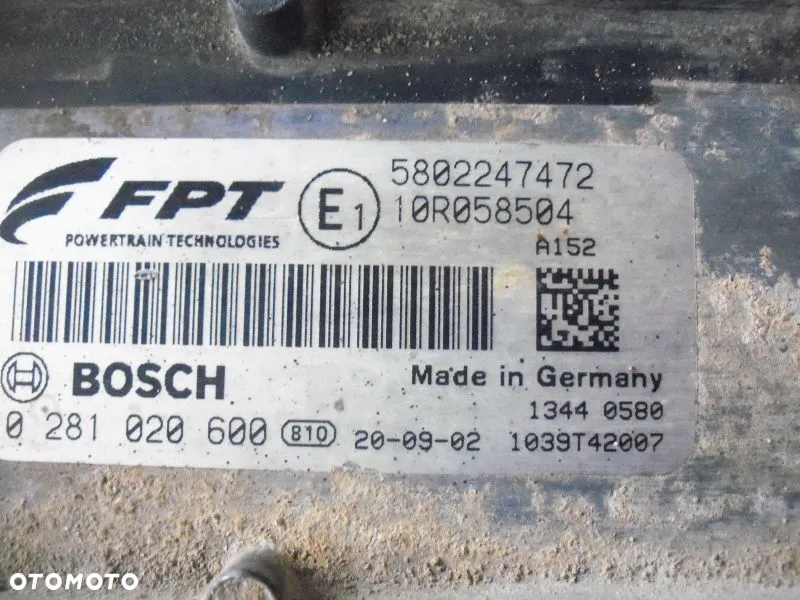 FPT
POWERTRAIN TECHNOLOGIES
E1
5802247472
10R058504
A152
BOSCH
Made in Germany
1344 0580
0 281 020 600 810 20-09-02 1039T42007
OTOMOTO